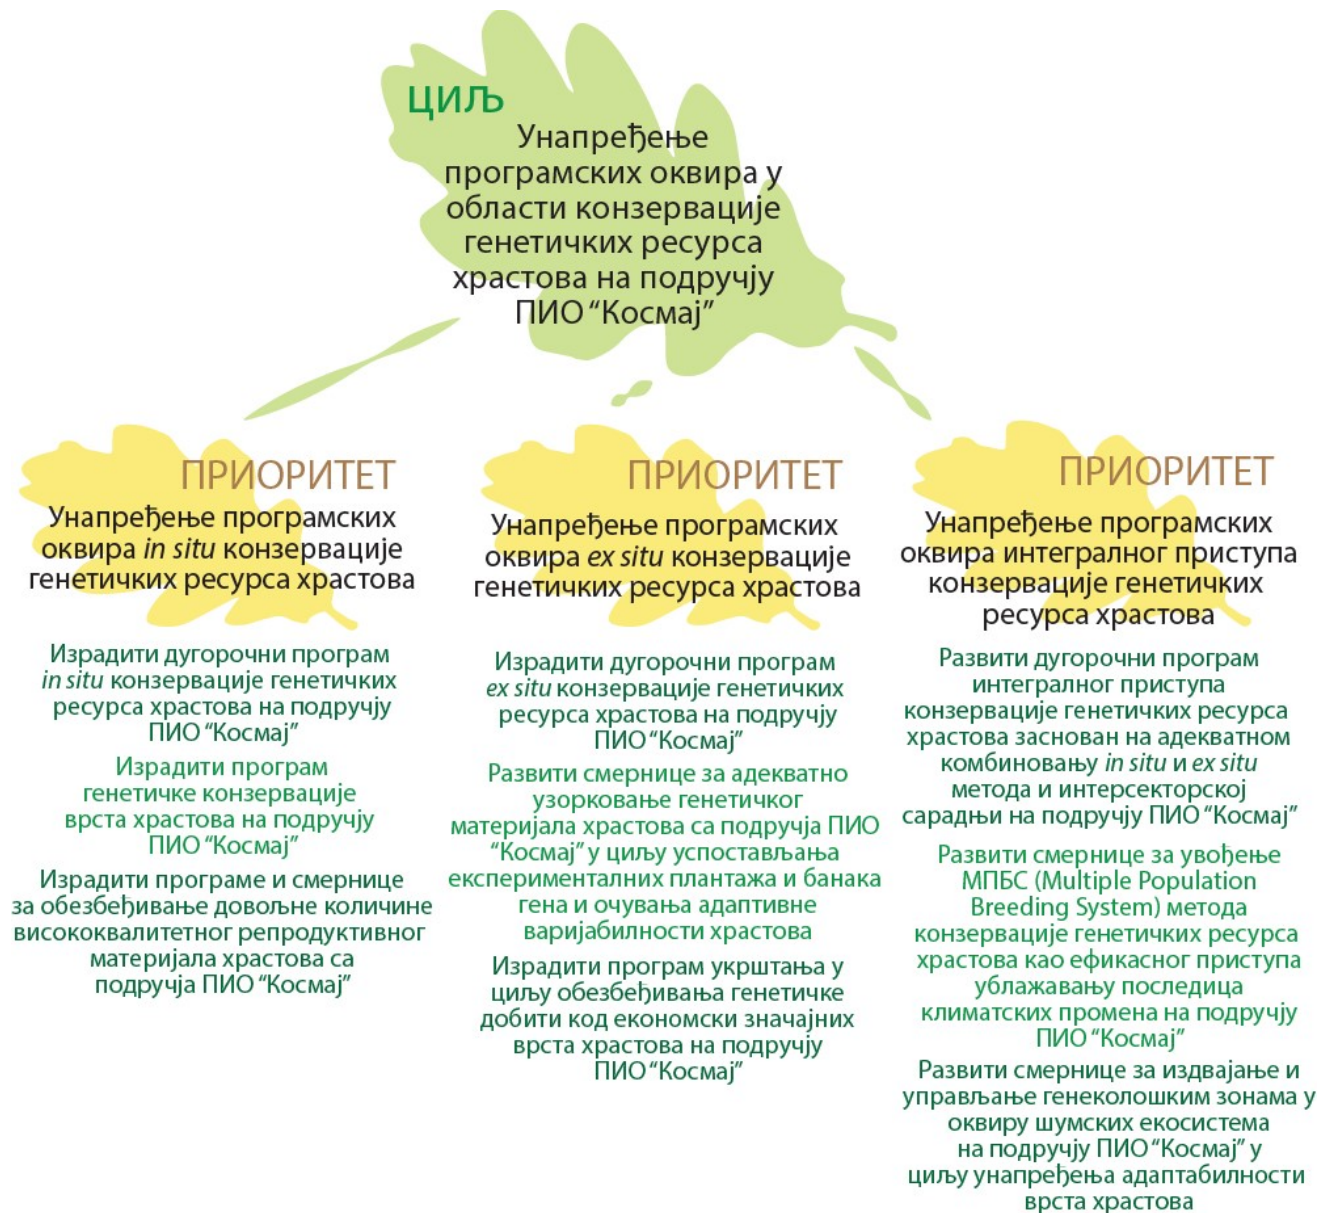 ЦИЉ
Унапређење
програмских оквира у
области конзервације
генетичких ресурса
храстова на подручју
ПИО “Космај”
ПРИОРИТЕТ
Унапређење програмских
оквира in situ конзервације
генетичких ресурса храстова
Израдити дугорочни програм
in situ конзервације генетичких
ресурса храстова на подручју
ПИО “Космај”
Израдити програм
генетичке конзервације
врста храстова на подручју
ПИО “Космај”
Израдити програме и смернице
за обезбеђивање довољне количине
висококвалитетног репродуктивног
материјала храстова са
подручја ПИО “Космај”
ПРИОРИТЕТ
Унапређење програмских
оквира ex situ конзервације
генетичких ресурса храстова
Израдити дугорочни програм
ex situ конзервације генетичких
ресурса храстова на подручју
ПИО “Космај”
Развити смернице за адекватно
узорковање генетичког
материјала храстова са подручја ПИО
“Космај” у циљу успостављања
експерименталних плантажа и банака
гена и очувања адаптивне
варијабилности храстова
Израдити програм укрштања у
циљу обезбеђивања генетичке
добити код економски значајних
врста храстова на подручју
ПИО “Космај”
ПРИОРИТЕТ
Унапређење програмских
оквира интегралног приступа
конзервације генетичких
ресурса храстова
Развити дугорочни програм
интегралног приступа
конзервације генетичких ресурса
храстова заснован на адекватном
комбиновању in situ и ex situ
метода и интерсекторској
сарадњи на подручју ПИО “Космај”
Развити смернице за увођење
МПБС (Multiple Population
Breeding System) метода
конзервације генетичких ресурса
храстова као ефикасног приступа
ублажавању последица
климатских промена на подручју
ПИО “Космај”
Развити смернице за издвајање и
управљање генеколошким зонама у
оквиру шумских екосистема
на подручју ПИО “Космај” у
циљу унапређења адаптабилности
врста храстова